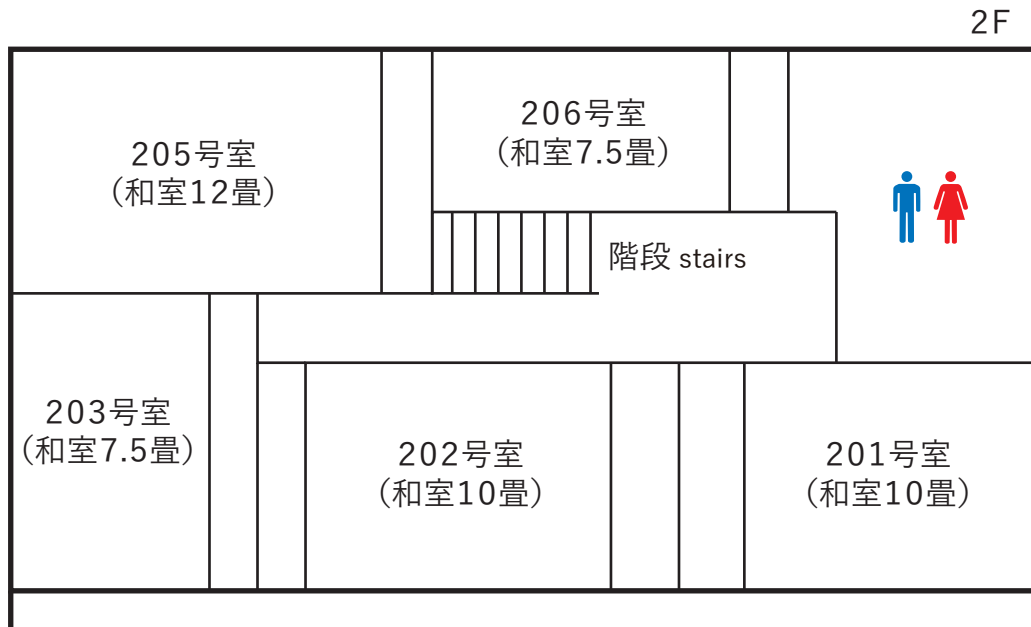 2F
205号室
（和室12畳）
206号室
（和室7.5畳）
階段 stairs
203号室
（和室7.5畳）
202号室
（和室10畳）
201号室
（和室10畳）